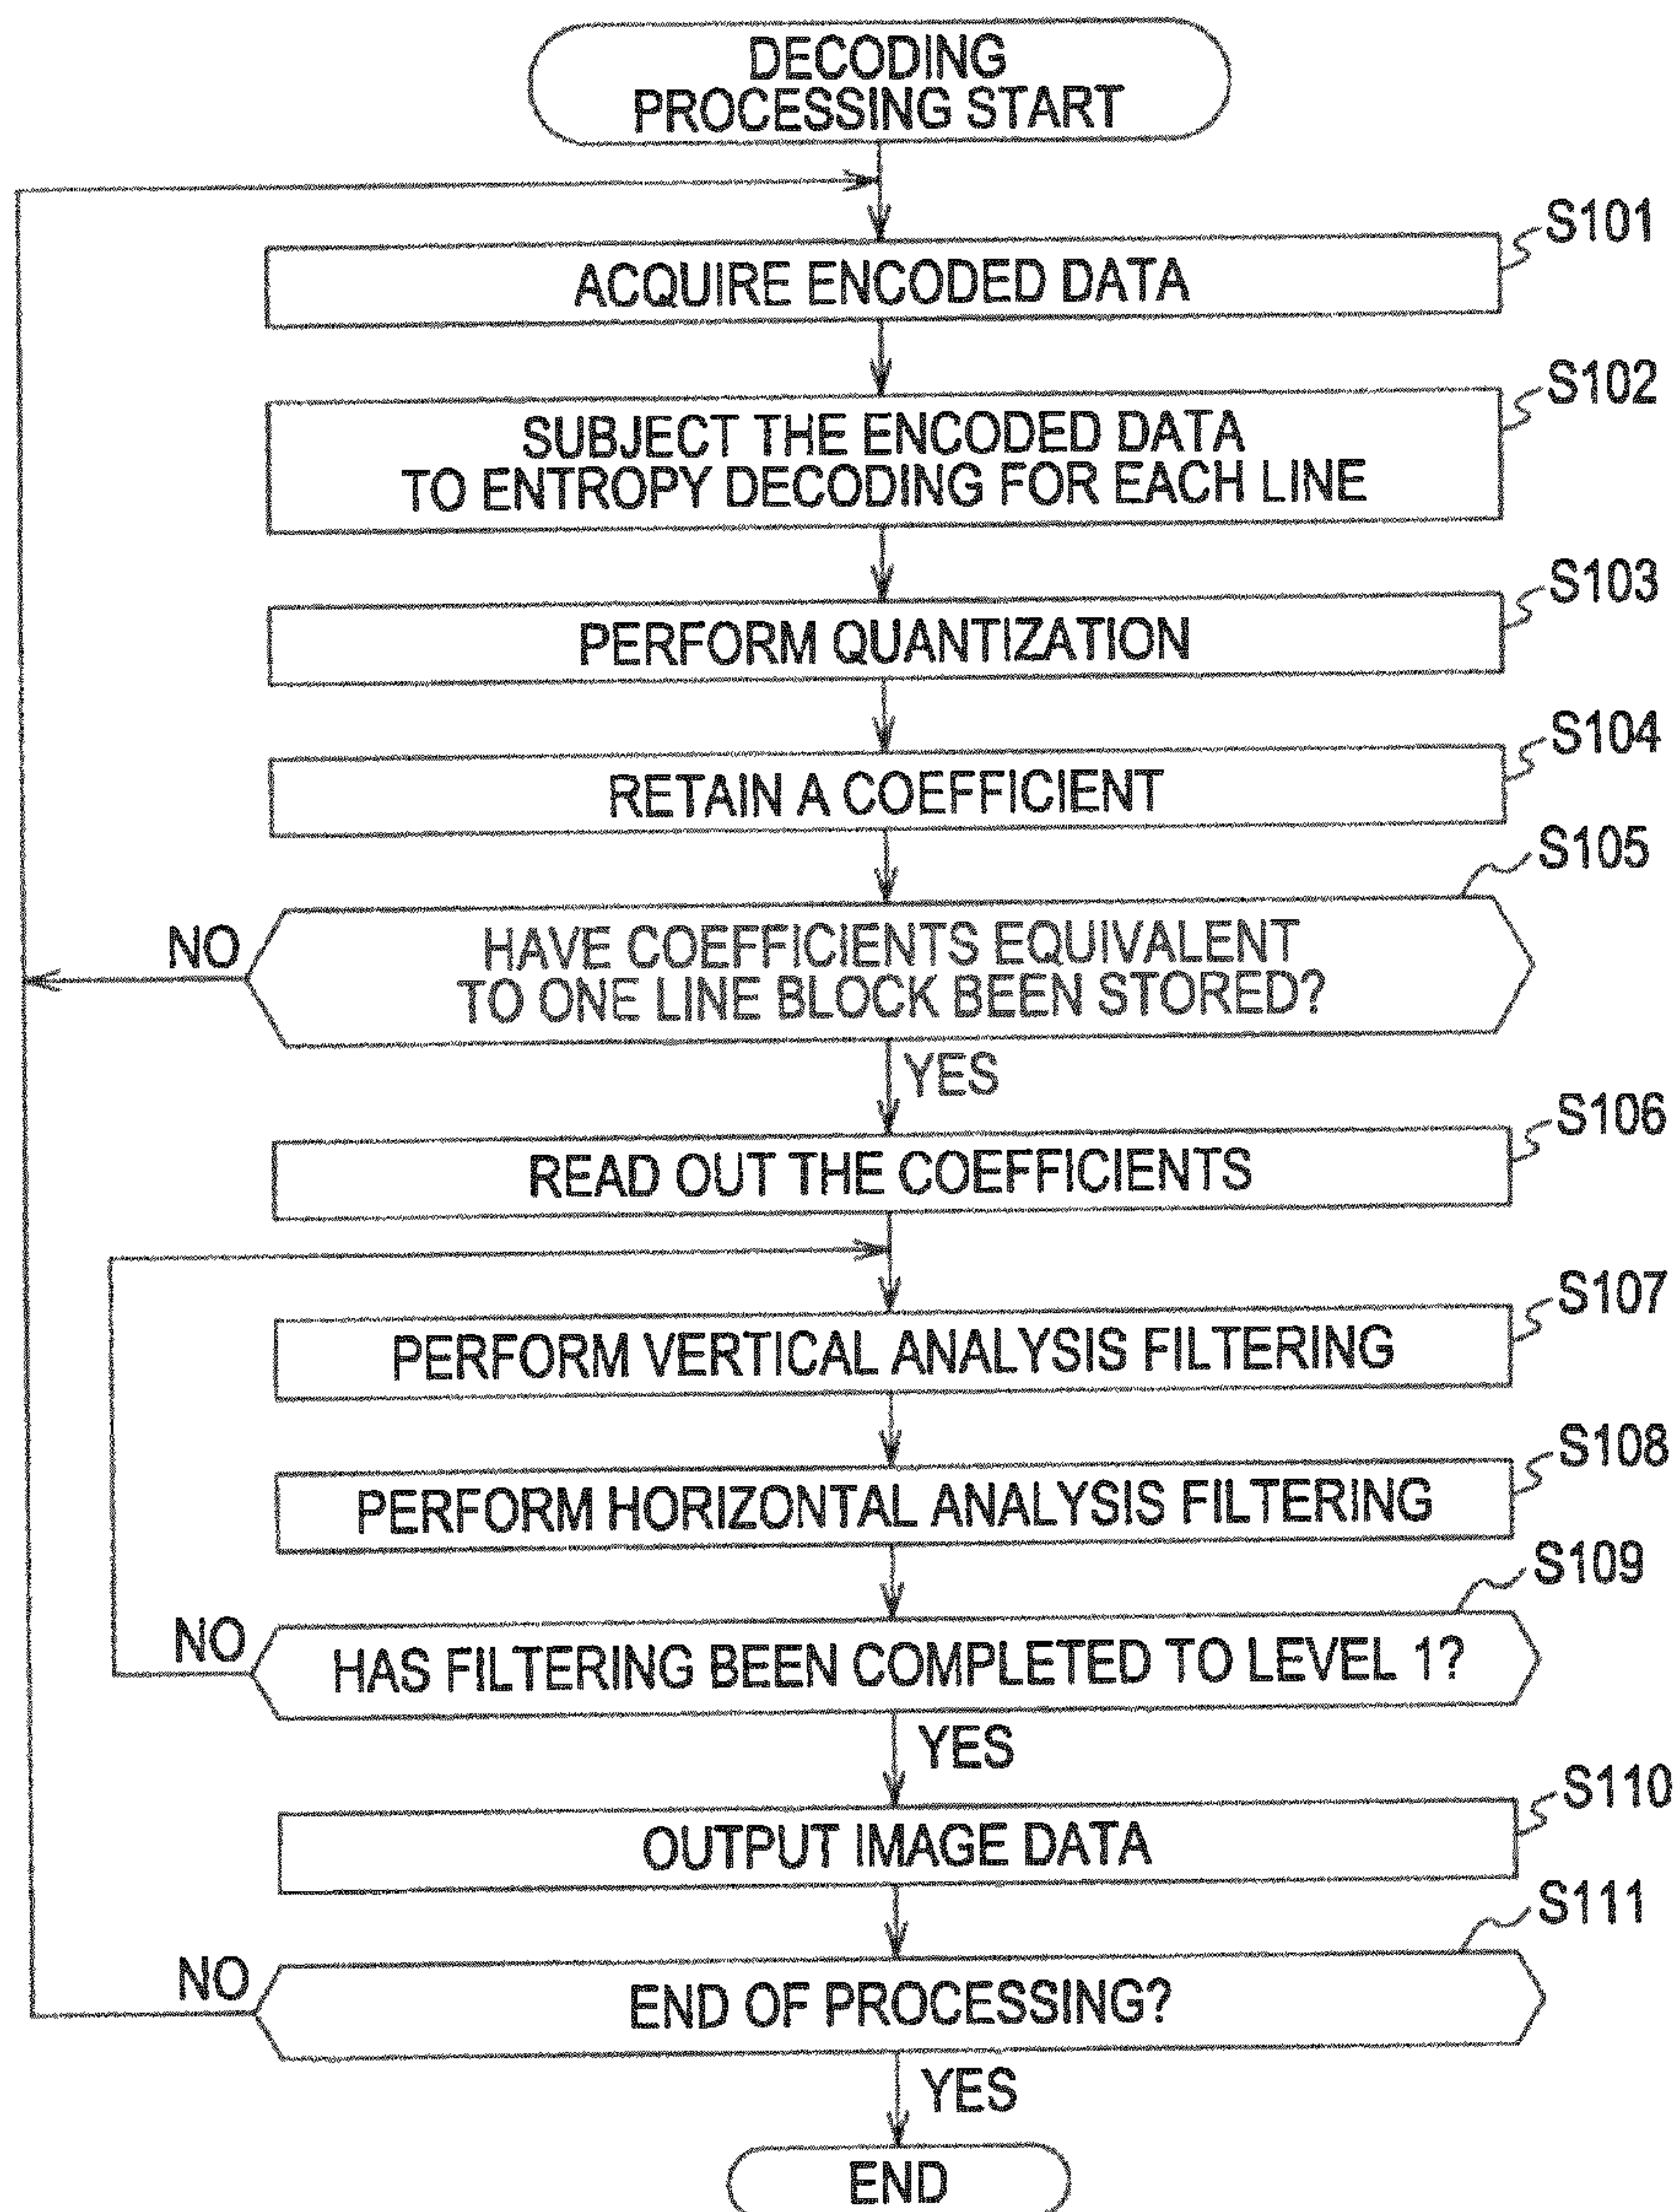 DECODING
PROCESSING START
S101
ACQUIRE ENCODED DATA
S102
SUBJECT THE ENCODED DATA
TO ENTROPY DECODING FOR EACH LINE
S103
PERFORM QUANTIZATION
S104
RETAIN A COEFFICIENT
S105
NO
HAVE COEFFICIENTS EQUIVALENT
TO ONE LINE BLOCK BEEN STORED?
YES
S106
READ OUT THE COEFFICIENTS
S107
PERFORM VERTICAL ANALYSIS FILTERING
S108
PERFORM HORIZONTAL ANALYSIS FILTERING
S109
NO
HAS FILTERING BEEN COMPLETED TO LEVEL 1?
YES
S110
OUTPUT IMAGE DATA
S111
NO
END OF PROCESSING?
YES
END